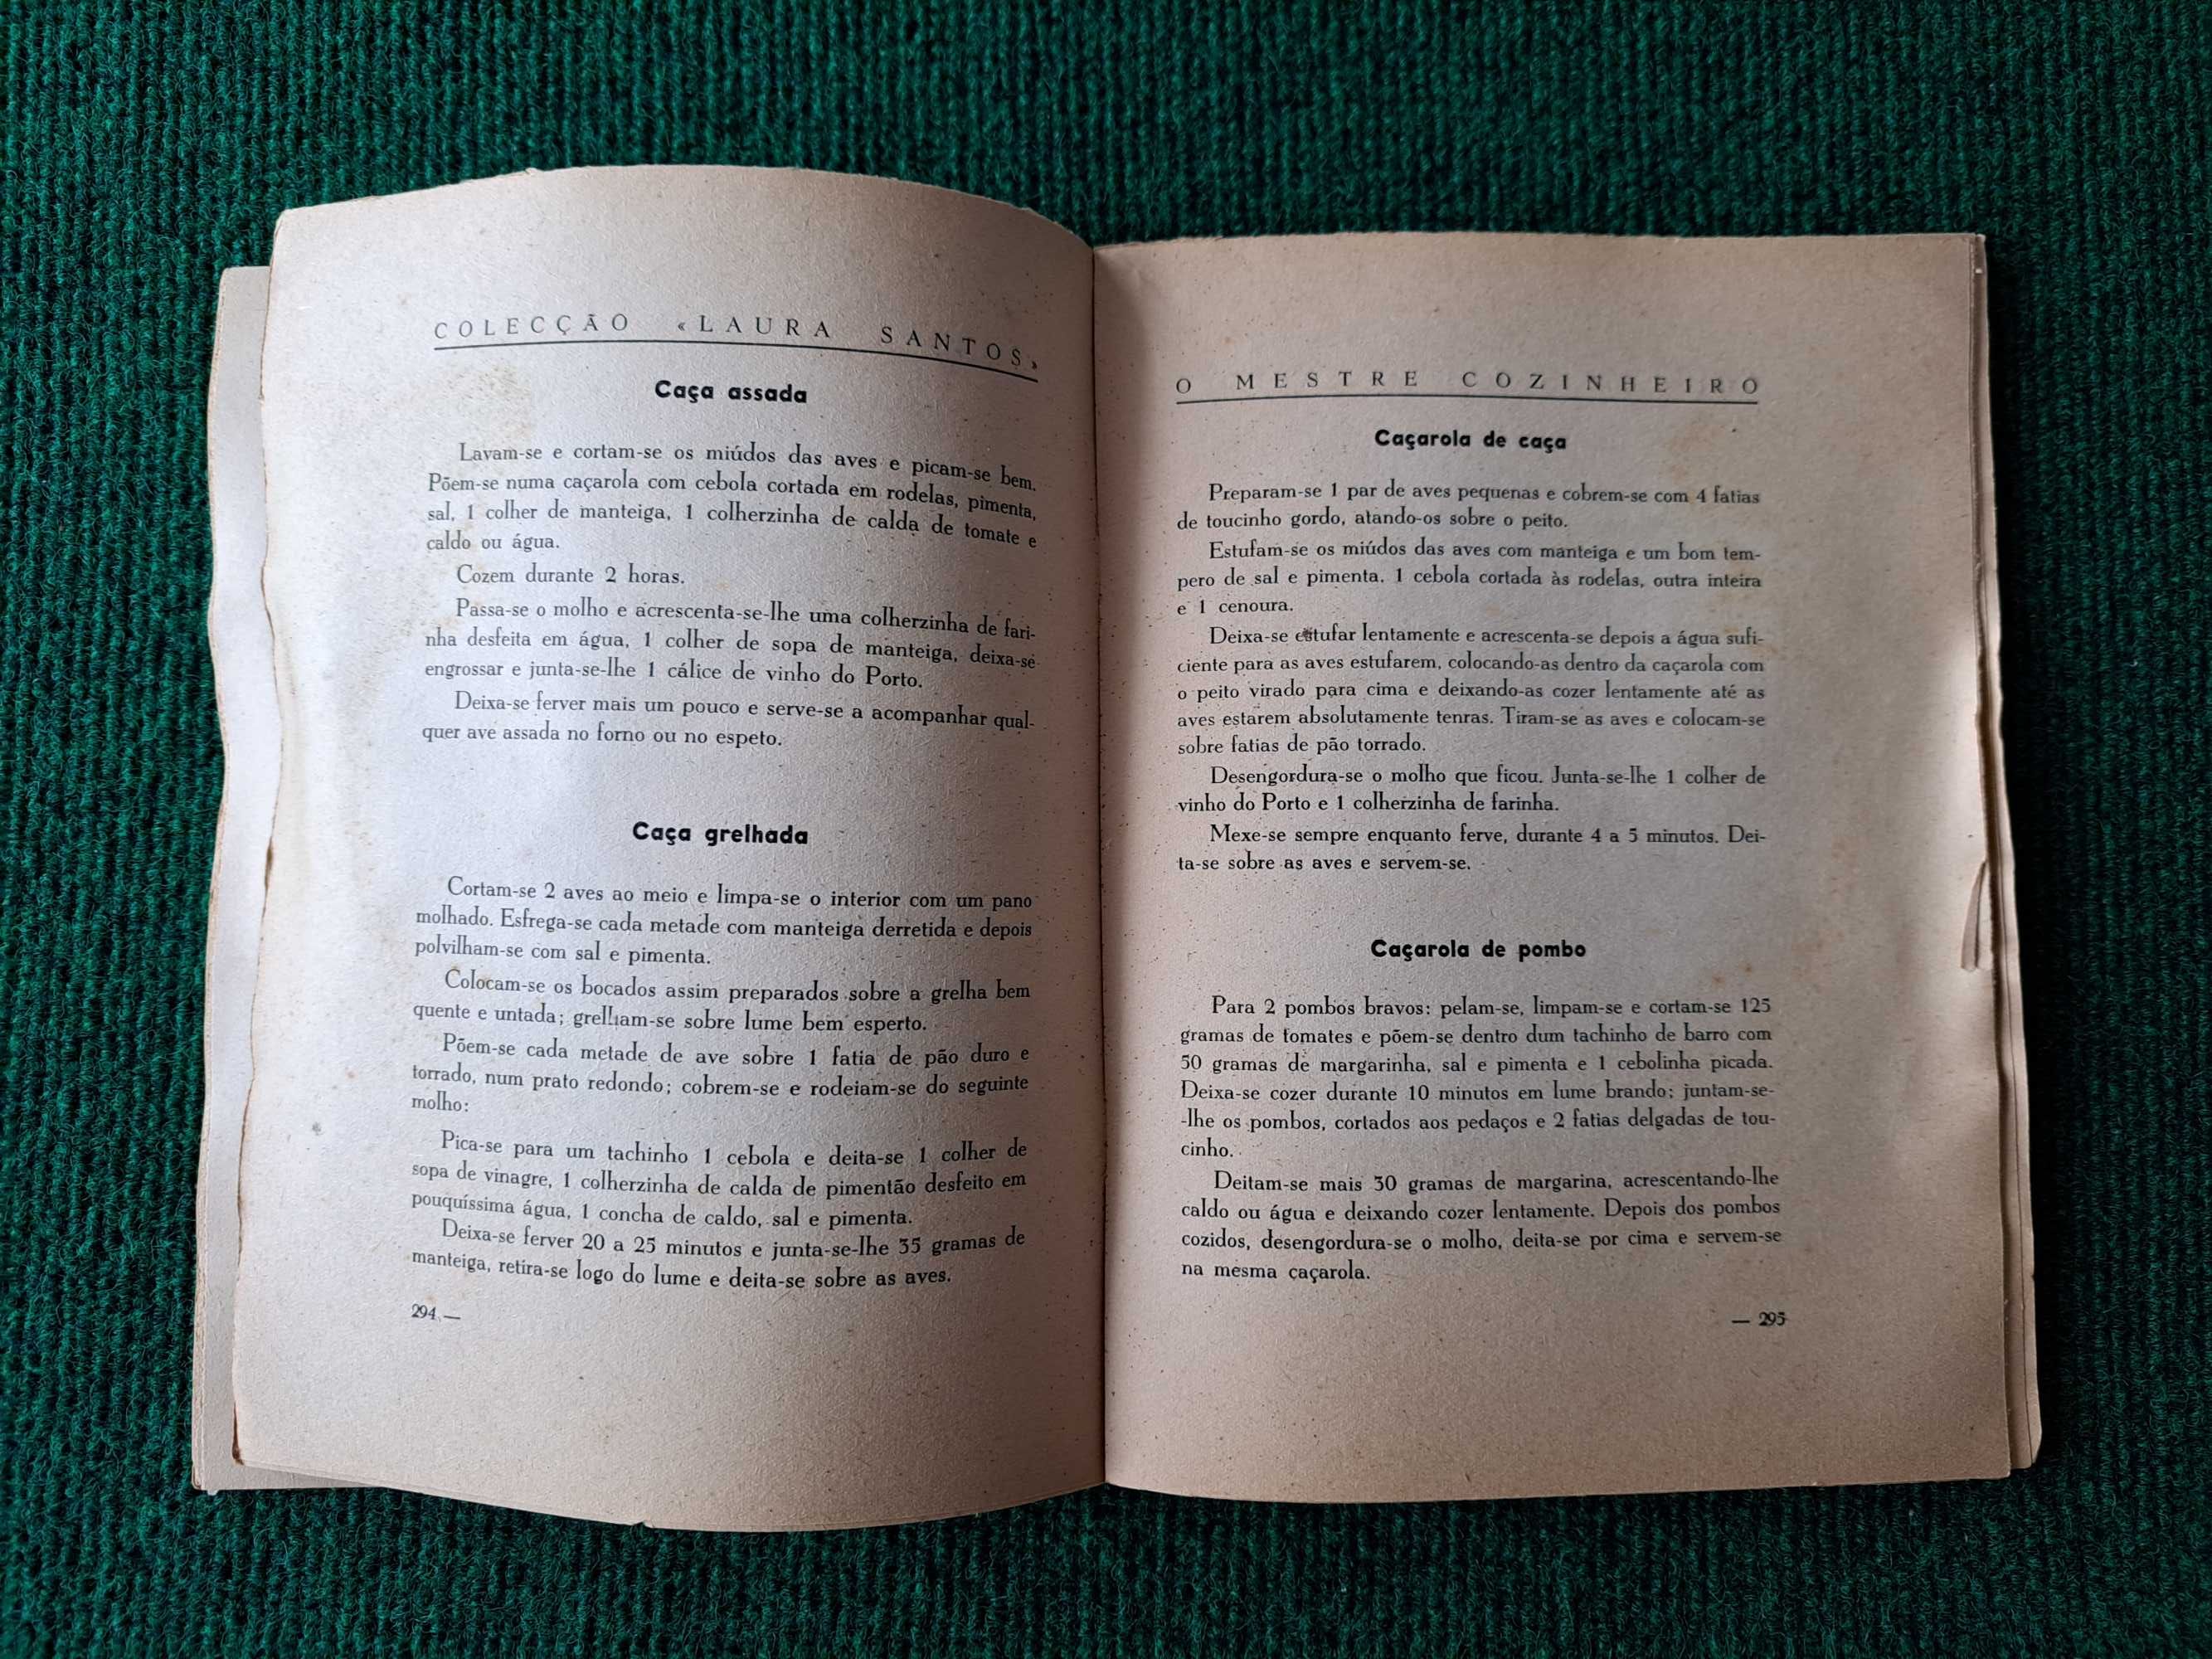 COLECÇÃO «LAURA SANTOS»
Caça assada
Lavam-se e cortam-se os miúdos das aves e picam-se bem.
Põem-se numa caçarola com cebola cortada em rodelas, pimenta,
sal, 1 colher de manteiga, 1 colherzinha de calda de tomate e
caldo ou água.
Cozem durante 2 horas.
Passa-se o molho e acrescenta-se-lhe uma colherzinha de fari-
nha desfeita em água, 1 colher de sopa de manteiga, deixa-se
engrossar e junta-se-lhe 1 cálice de vinho do Porto.
Deixa-se ferver mais um pouco e serve-se a acompanhar qual-
quer ave assada no forno ou no espeto.
Caça grelhada
Cortam-se 2 aves ao meio e limpa-se o interior com um pano
molhado. Esfrega-se cada metade com manteiga derretida e depois
polvilham-se com sal e pimenta.
Colocam-se os bocados assim preparados sobre a grelha bem
quente e untada; grelham-se sobre lume bem esperto.
Põem-se cada metade de ave sobre 1 fatia de pão duro e
torrado, num prato redondo; cobrem-se e rodeiam-se do seguinte
molho:
Pica-se para um tachinho 1 cebola e deita-se 1 colher de
sopa de vinagre, 1 colherzinha de calda de pimentão desfeito em
pouquíssima água, 1 concha de caldo, sal e pimenta.
Deixa-se ferver 20 a 25 minutos e junta-se-lhe 35 gramas de
manteiga, retira-se logo do lume e deita-se sobre as aves.
294 —
O MESTRE COZINHEIRO
Caçarola de caça
Preparam-se 1 par de aves pequenas e cobrem-se com 4 fatias
de toucinho gordo, atando-os sobre o peito.
Estufam-se os miúdos das aves com manteiga e um bom tem-
pero de sal e pimenta, 1 cebola cortada às rodelas, outra inteira
e 1 cenoura.
Deixa-se estufar lentamente e acrescenta-se depois a água sufi-
ciente para as aves estufarem, colocando-as dentro da caçarola com
o peito virado para cima e deixando-as cozer lentamente até as
aves estarem absolutamente tenras. Tiram-se as aves e colocam-se
sobre fatias de pão torrado.
Desengordura-se o molho que ficou. Junta-se-lhe 1 colher de
vinho do Porto e 1 colherzinha de farinha.
Mexe-se sempre enquanto ferve, durante 4 a 5 minutos. Dei-
ta-se sobre as aves e servem-se.
Caçarola de pombo
Para 2 pombos bravos: pelam-se, limpam-se e cortam-se 125
gramas de tomates e põem-se dentro dum tachinho de barro com
50 gramas de margarinha, sal e pimenta e 1 cebolinha picada.
Deixa-se cozer durante 10 minutos em lume brando; juntam-se-
-lhe os pombos, cortados aos pedaços e 2 fatias delgadas de tou-
cinho.
Deitam-se mais 30 gramas de margarina, acrescentando-lhe
caldo ou água e deixando cozer lentamente. Depois dos pombos
cozidos, desengordura-se o molho, deita-se por cima e servem-se
na mesma caçarola.
— 295